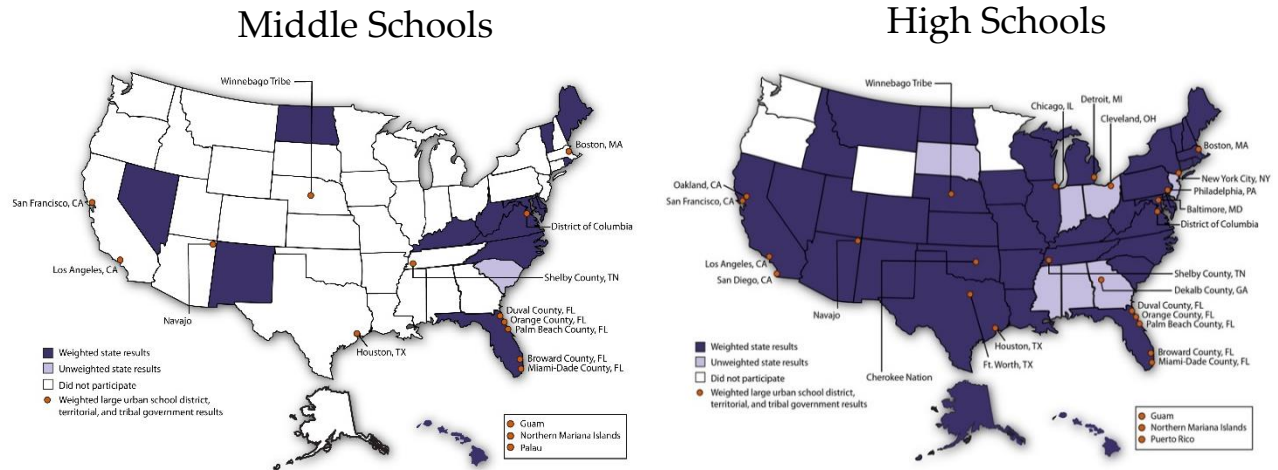 Middle Schools
Winnebago Tribe
Boston, MA
San Francisco, CA
District of Columbia
Los Angeles, CA
Shelby County, TN
Navajo
Duval County, FL
Orange County, FL
Palm Beach County, FL
Houston, TX
Broward County, FL
Miami-Dade County, FL
Weighted state results
Unweighted state results
Did not participate
Weighted large urban school district,
territorial, and tribal government results
Guam
Northern Mariana Islands
Palau
High Schools
Winnebago Tribe
Detroit, MI
Chicago, IL
Cleveland, OH
Boston, MA
New York City, NY
Oakland, CA
Philadelphia, PA
San Francisco, CA
Baltimore, MD
District of Columbia
Los Angeles, CA
Shelby County, TN
San Diego, CA
Dekalb County, GA
Navajo
Duval County, FL
Orange County, FL
Palm Beach County, FL
Houston, TX
Ft. Worth, TX
Broward County, FL
Miami-Dade County, FL
Cherokee Nation
Weighted state results
Unweighted state results
Did not participate
Weighted large urban school district,
territorial, and tribal government results
Guam
Northern Mariana Islands
Puerto Rico